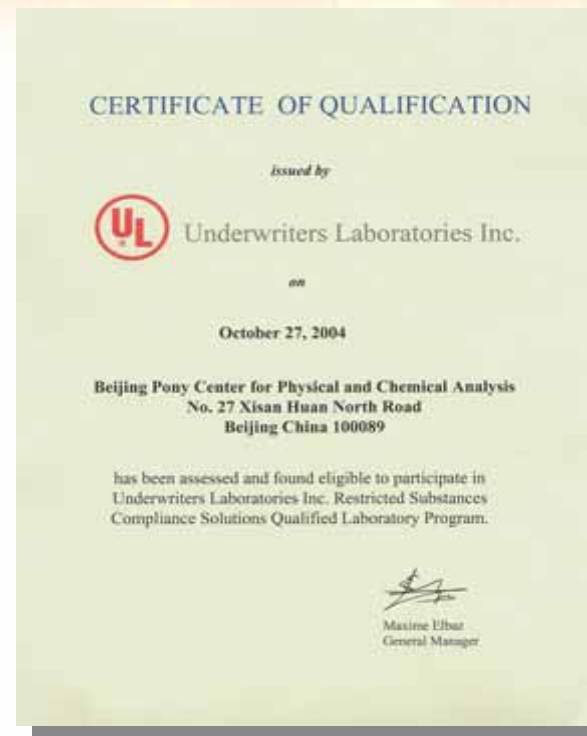 CERTIFICATE OF QUALIFICATION
issued by
UL
®
Underwriters Laboratories Inc.
on
October 27, 2004
Beijing Pony Center for Physical and Chemical Analysis
No. 27 Xisan Huan North Road
Beijing China 100089
has been assessed and found eligible to participate in
Underwriters Laboratories Inc. Restricted Substances
Compliance Solutions Qualified Laboratory Program.
Maxime Elbaz
General Manager